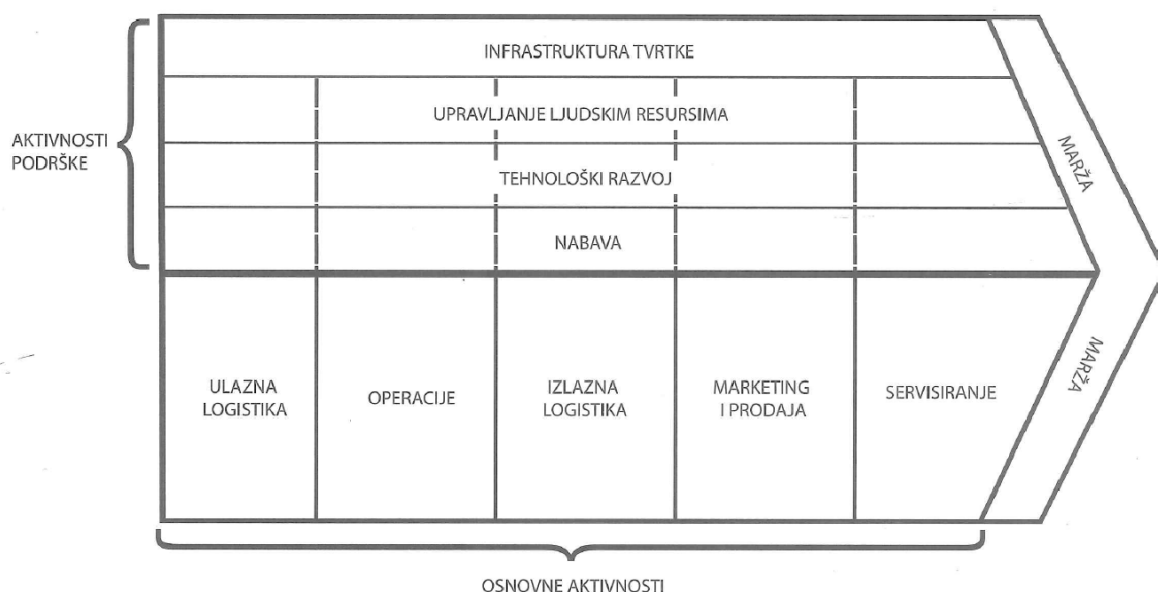 INFRASTRUKTURA TVRTKE
UPRAVLJANJE LJUDSKIM RESURSIMA
AKTIVNOSTI
PODRŠKE
TEHNOLOŠKI RAZVOJ
NABAVA
MARŽA
ULAZNA
LOGISTIKA
OPERACIJE
IZLAZNA
LOGISTIKA
MARKETING
I PRODAJA
SERVISIRANJE
MARŽA
OSNOVNE AKTIVNOSTI